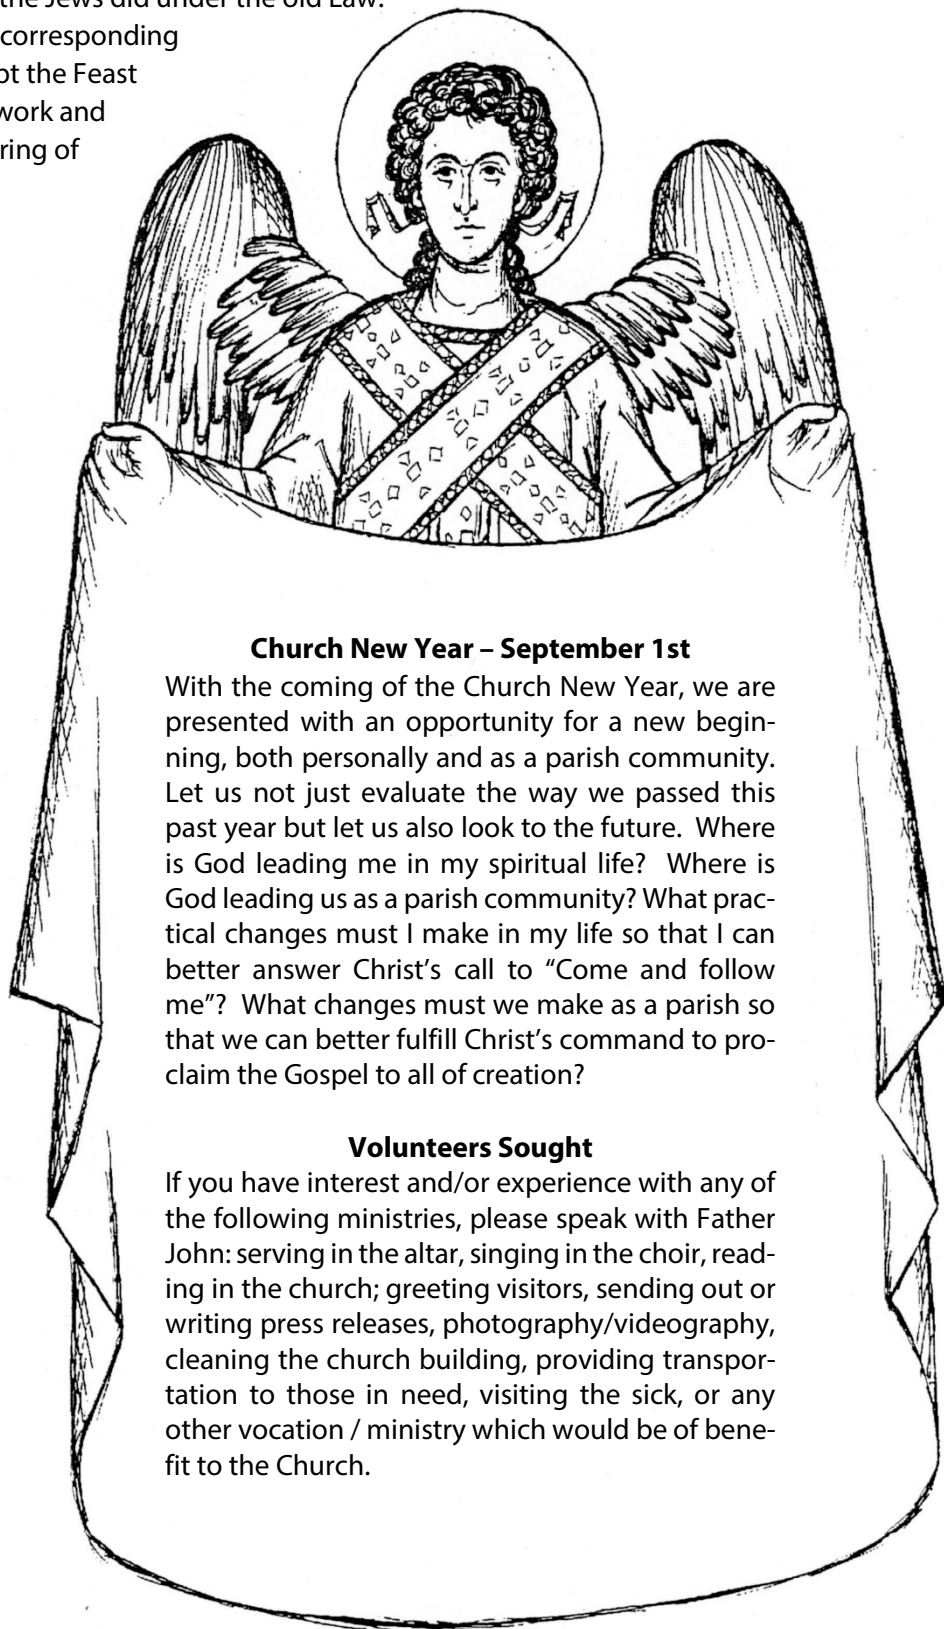 the Jews did under the old Law.
corresponding
pt the Feast
work and
ring of
Church New Year – September 1st
With the coming of the Church New Year, we are
presented with an opportunity for a new begin-
ning, both personally and as a parish community.
Let us not just evaluate the way we passed this
past year but let us also look to the future.  Where
is God leading me in my spiritual life?  Where is
God leading us as a parish community? What prac-
tical changes must I make in my life so that I can
better answer Christ’s call to “Come and follow
me”?  What changes must we make as a parish so
that we can better fulfill Christ’s command to pro-
claim the Gospel to all of creation?
Volunteers Sought
If you have interest and/or experience with any of
the following ministries, please speak with Father
John: serving in the altar, singing in the choir, read-
ing in the church; greeting visitors, sending out or
writing press releases, photography/videography,
cleaning the church building, providing transpor-
tation to those in need, visiting the sick, or any
other vocation / ministry which would be of bene-
fit to the Church.